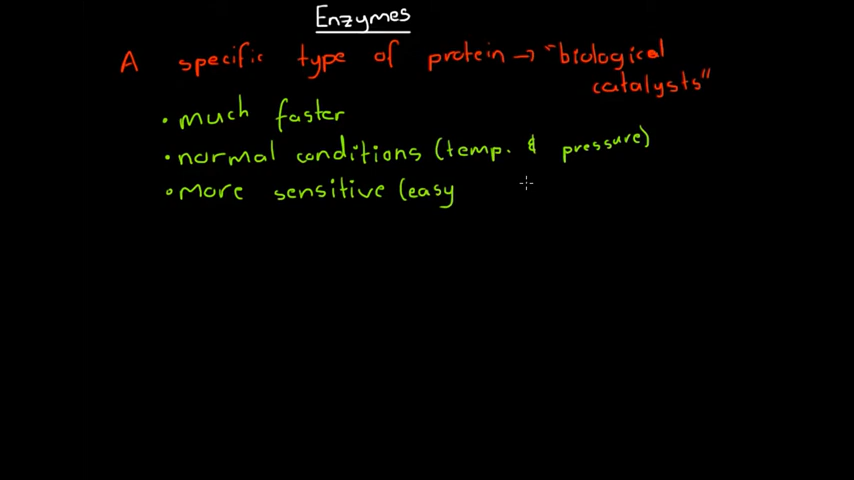 Enzymes
A specific type of protein → "biological
catalysts"
• much faster
• normal conditions (temp. & pressure)
• more sensitive (easy